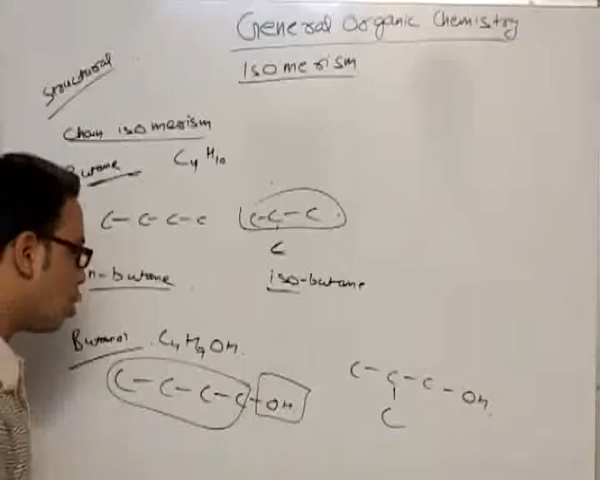 General Organic Chemistry
Isomerism
Structural
Chain isomerism
Butane C4H10
C-C-C-C C-C-C
C
n-butane iso-butane
Butanol C4H9OH
C-C-C-C-OH C-C-C-OH
C